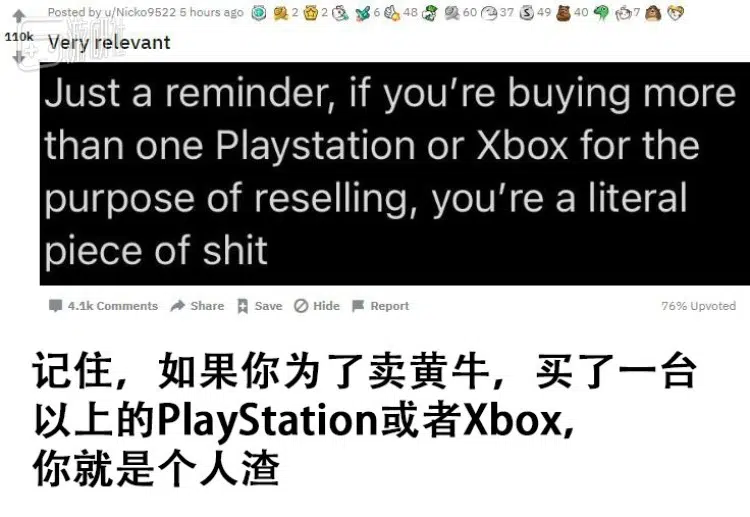 Posted by u/Nicko9522 5 hours ago 2 2 6 48 60 37 49 40 7
110k
Very relevant
Just a reminder, if you're buying more
than one Playstation or Xbox for the
purpose of reselling, you're a literal
piece of shit
4.1k Comments Share Save Hide Report 76% Upvoted
记住，如果你为了卖黄牛，买了一台
以上的PlayStation或者Xbox,
你就是个人渣